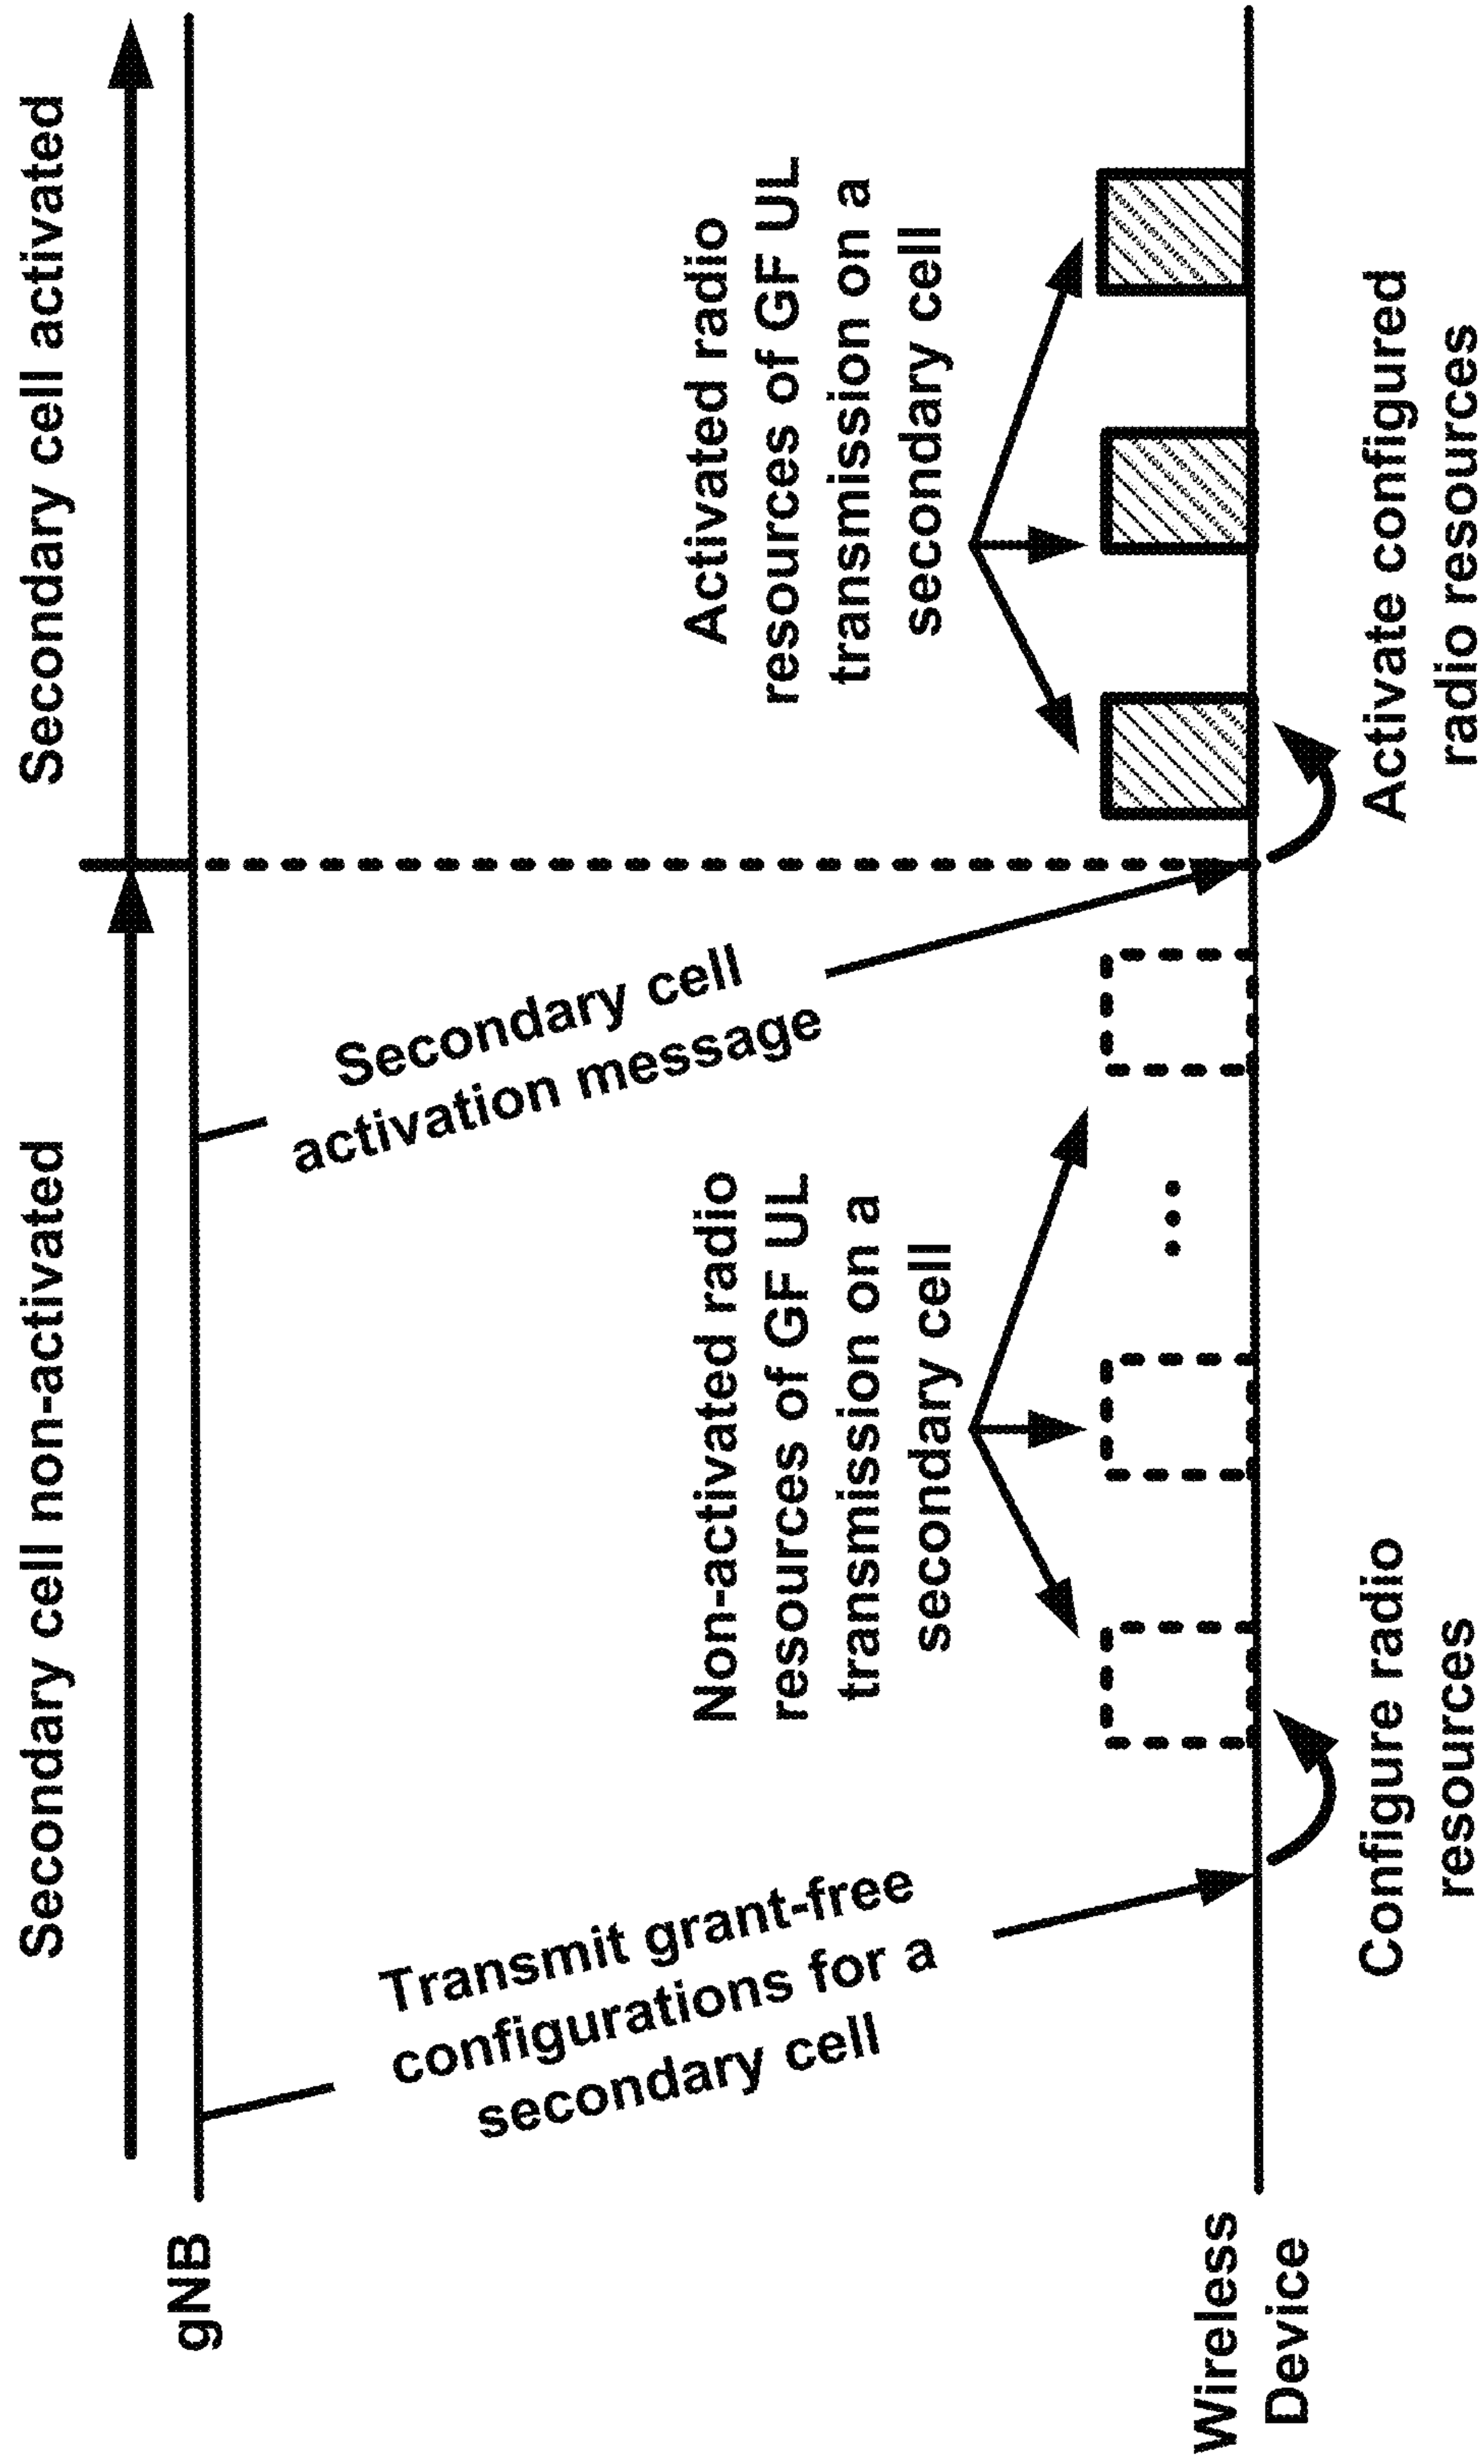 Secondary cell non-activated
Secondary cell activated
gNB
Transmit grant-free
configurations for a
secondary cell
Secondary cell
activation message
Non-activated radio
resources of GF UL
transmission on a
secondary cell
Activated radio
resources of GF UL
transmission on a
secondary cell
...
Wireless
Device
Configure radio
resources
Activate configured
radio resources